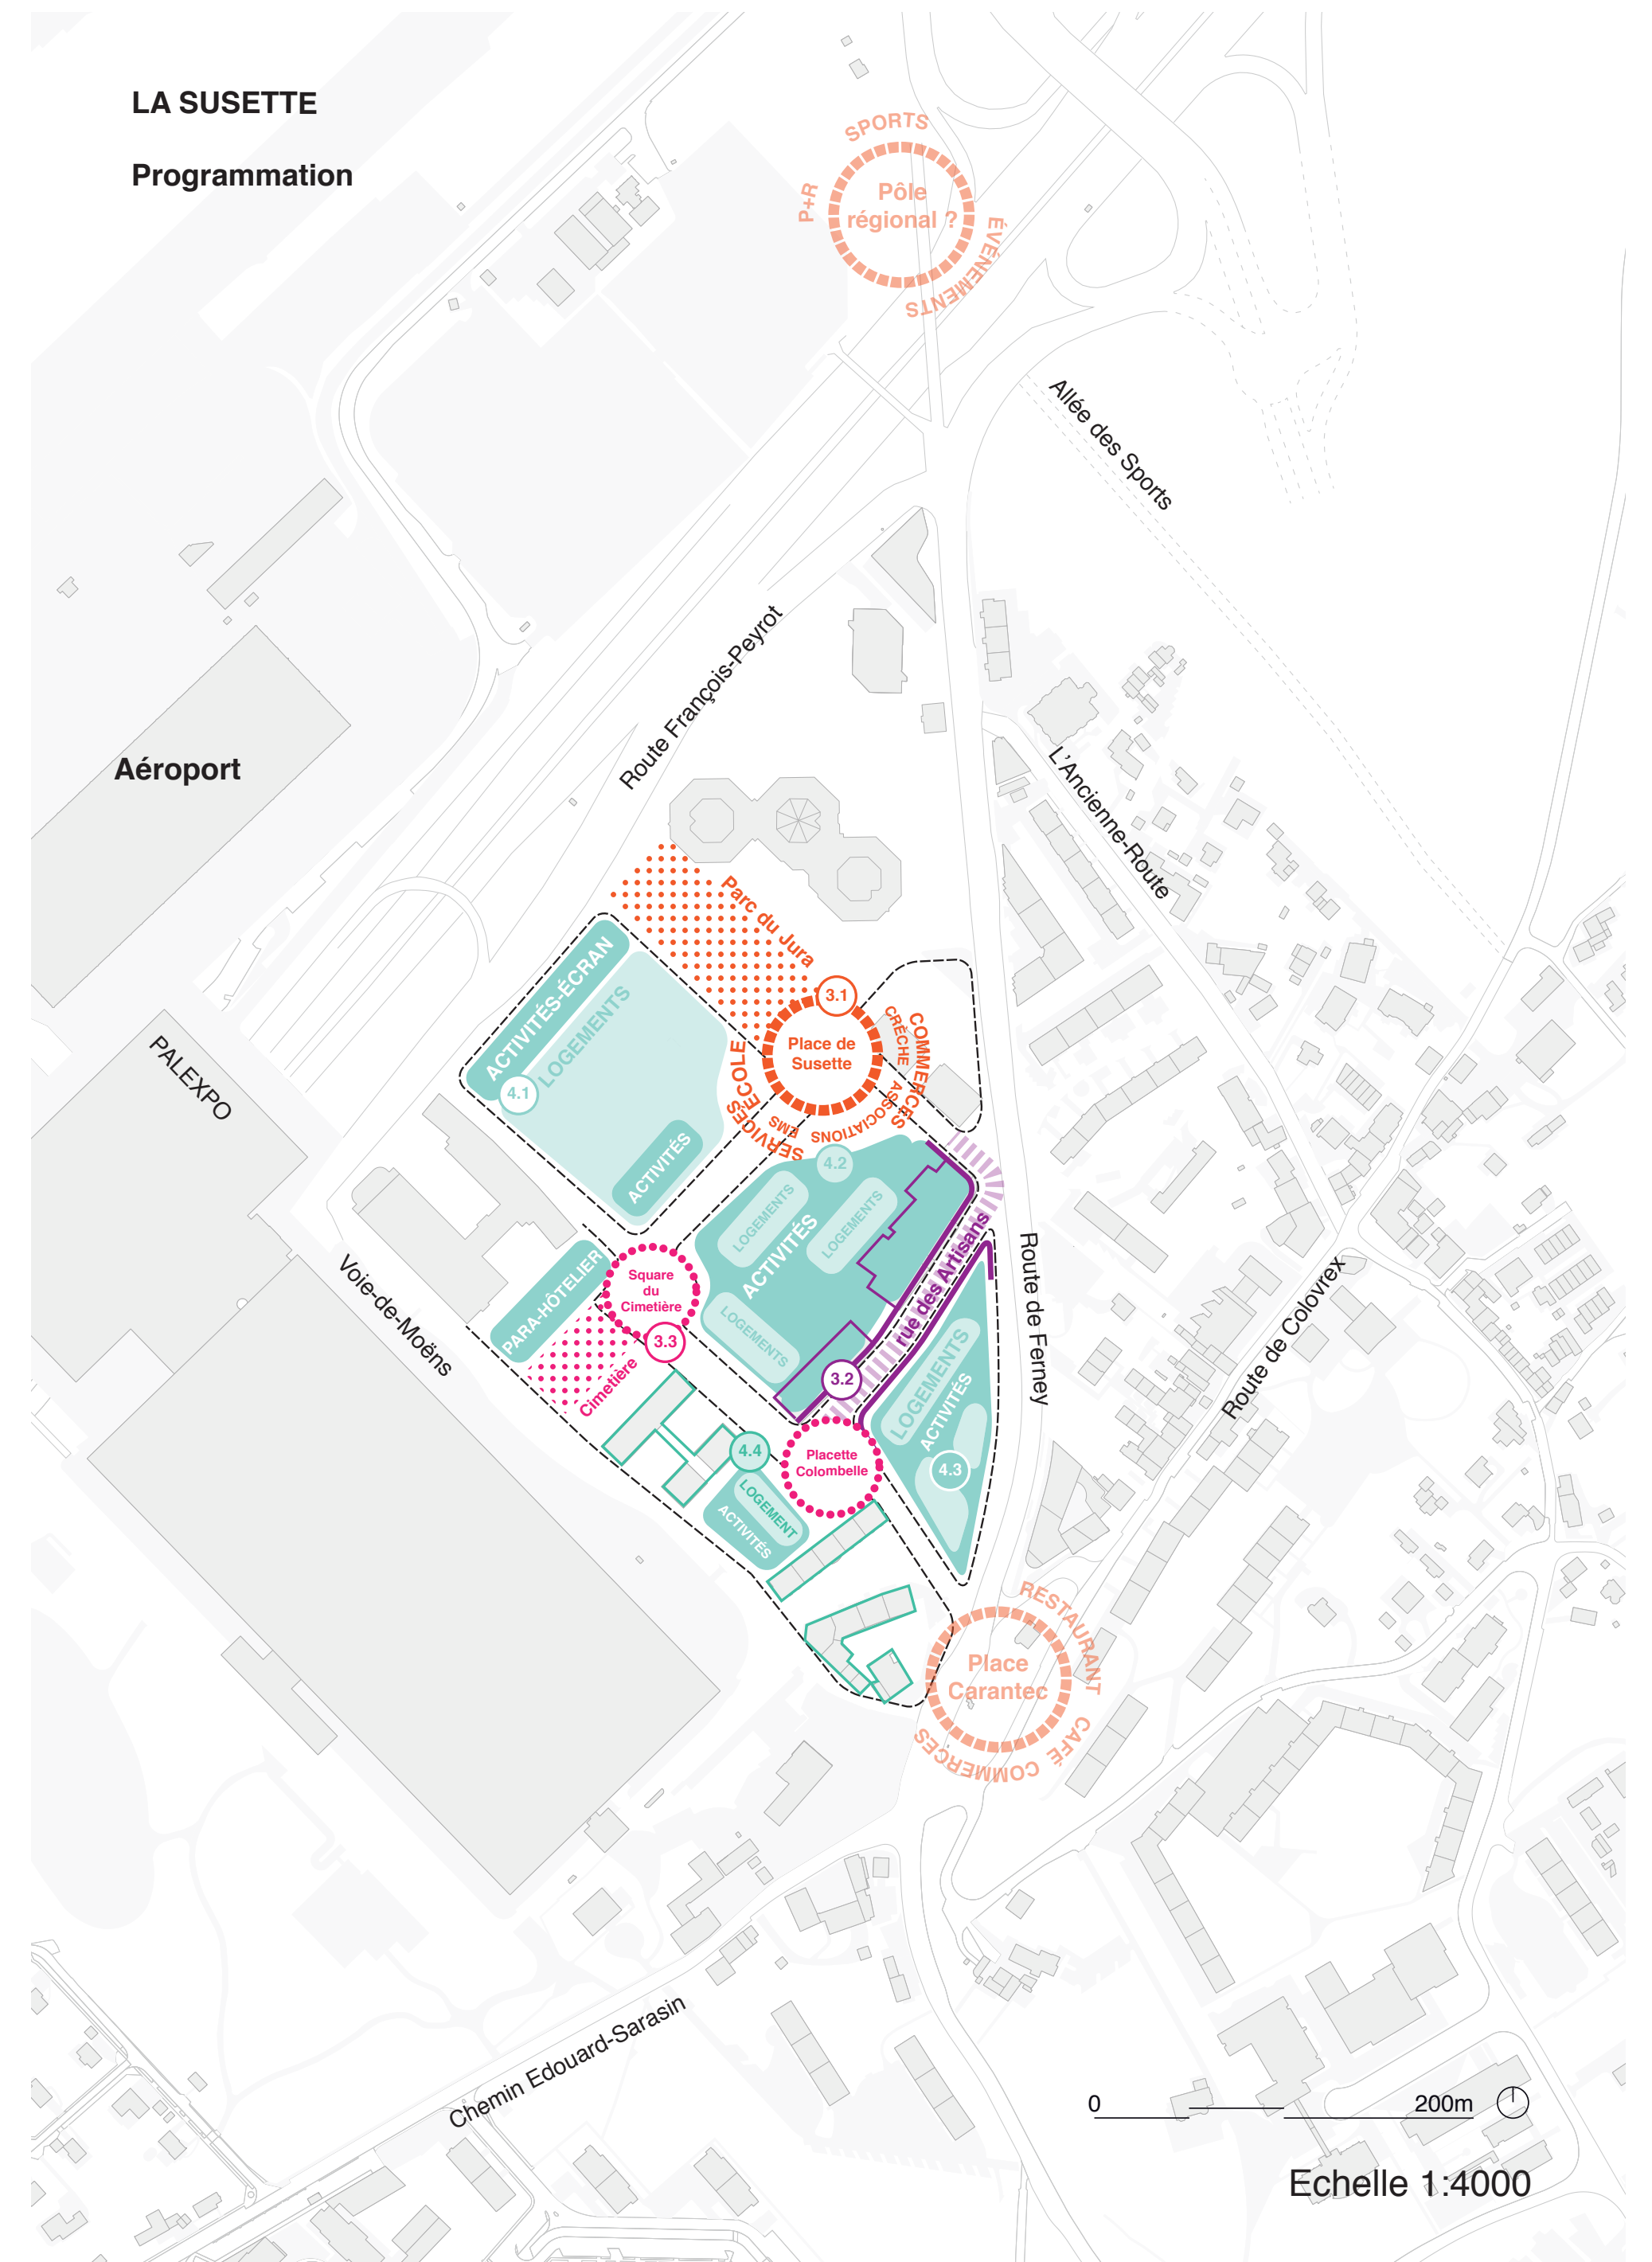 LA SUSETTE
Programmation
SPORTS
P+R
Pôle
régional ?
ÉVÉNEMENTS
Allée des Sports
Route François-Peyrot
L'Ancienne-Route
Aéroport
PALEXPO
Parc du Jura
3.1
Place de
Susette
CRÈCHE
COMMERCES
ASSOCIATIONS
EMS
ÉCOLE
SERVICES
ACTIVITÉS-ÉCRAN
LOGEMENTS
4.1
ACTIVITÉS
4.2
LOGEMENTS
ACTIVITÉS
LOGEMENTS
LOGEMENTS
rue des Artisans
3.2
Route de Ferney
Route de Colovrex
Voie-de-Moëns
PARA-HÔTELIER
Square
du
Cimetière
3.3
Cimetière
LOGEMENTS
ACTIVITÉS
4.3
4.4
LOGEMENT
ACTIVITÉS
Placette
Colombelle
RESTAURANT
Place
Carantec
CAFÉ
COMMERCES
Chemin Edouard-Sarasin
0
200m
Echelle 1:4000